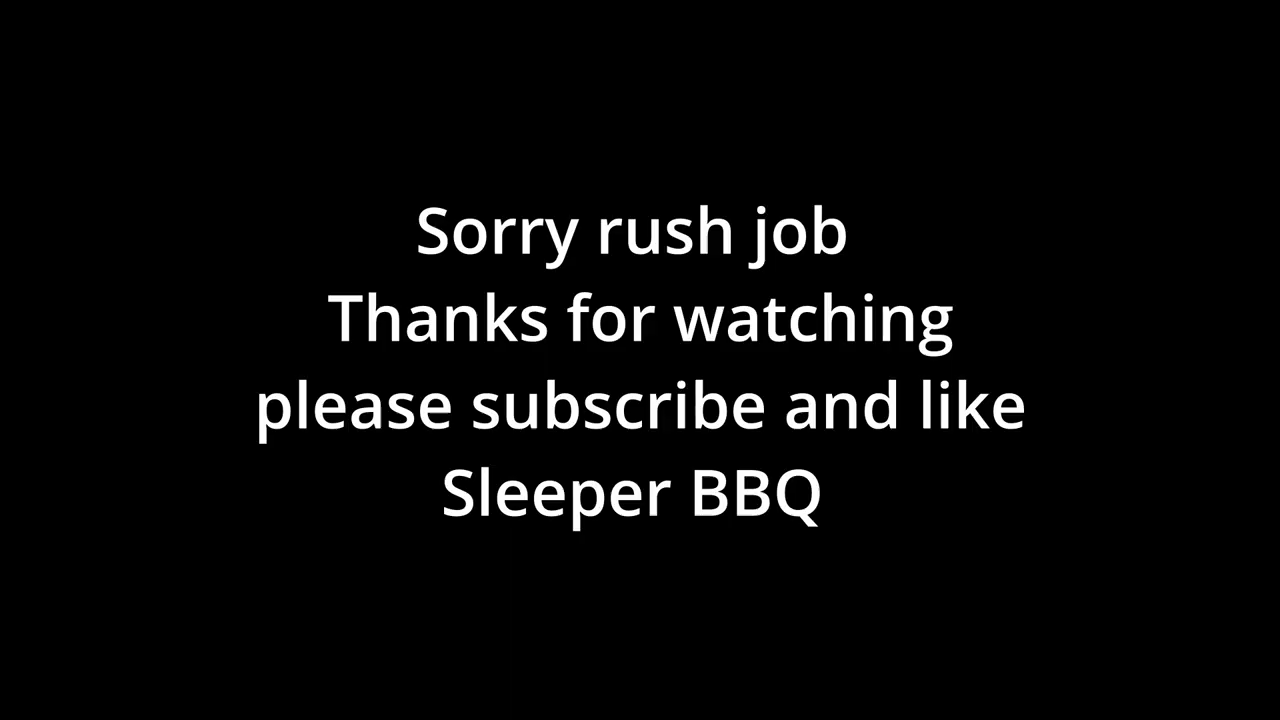 Sorry rush job
Thanks for watching
please subscribe and like
Sleeper BBQ